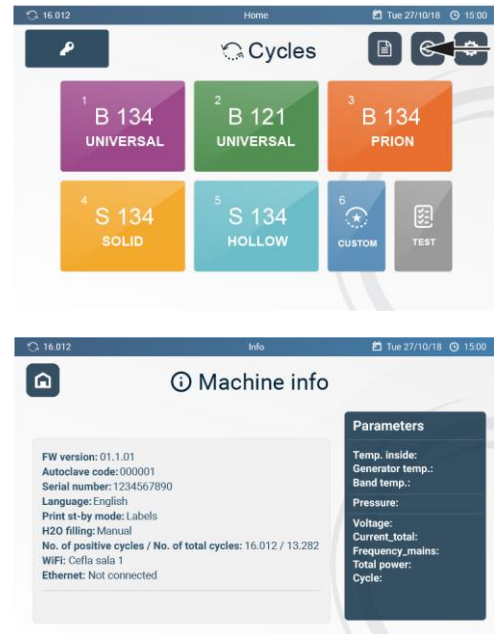 16.012 Home Tue 27/10/18 15:00
Cycles
1 B 134 UNIVERSAL
2 B 121 UNIVERSAL
3 B 134 PRION
4 S 134 SOLID
5 S 134 HOLLOW
6 CUSTOM
TEST
16.012 Info Tue 27/10/18 15:00
Machine info
FW version: 01.1.01
Autoclave code: 000001
Serial number: 1234567890
Language: English
Print st-by mode: Labels
H2O filling: Manual
No. of positive cycles / No. of total cycles: 16.012 / 13.282
WiFi: Cefla sala 1
Ethernet: Not connected
Parameters
Temp. inside:
Generator temp.:
Band temp.:
Pressure:
Voltage:
Current_total:
Frequency_mains:
Total power:
Cycle: